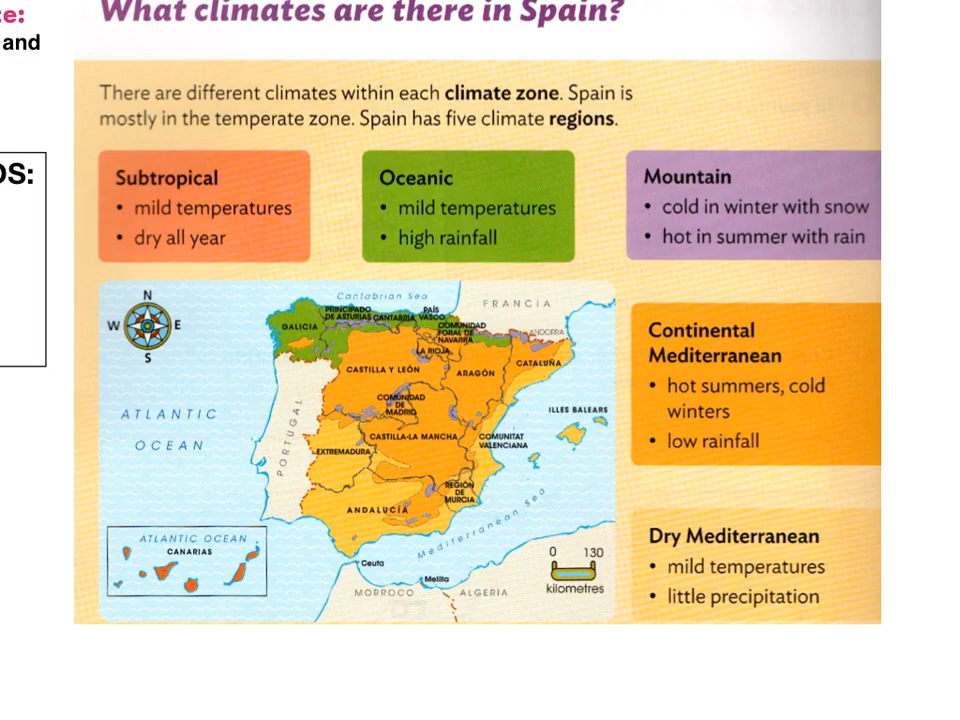 What climates are there in Spain?
te:
and
OS:
There are different climates within each climate zone. Spain is
mostly in the temperate zone. Spain has five climate regions.
Subtropical
• mild temperatures
• dry all year
Oceanic
• mild temperatures
• high rainfall
Mountain
• cold in winter with snow
• hot in summer with rain
Continental
Mediterranean
• hot summers, cold
winters
• low rainfall
Dry Mediterranean
• mild temperatures
• little precipitation
N
W
E
S
Cantabrian Sea
FRANCIA
ANDORRA
GALICIA
PRINCIPADO
DE ASTURIAS
CANTABRIA
PAÍS
VASCO
COMUNIDAD
FORAL DE
NAVARRA
LA RIOJA
CASTILLA Y LEÓN
ARAGÓN
CATALUÑA
COMUNIDAD
DE
MADRID
ILLES BALEARS
ATLANTIC
OCEAN
PORTUGAL
CASTILLA-LA MANCHA
COMUNITAT
VALENCIANA
EXTREMADURA
REGIÓN
DE
MURCIA
ANDALUCÍA
Mediterranean Sea
ATLANTIC OCEAN
CANARIAS
Ceuta
Melilla
MORROCO
ALGERIA
0 130
kilometres